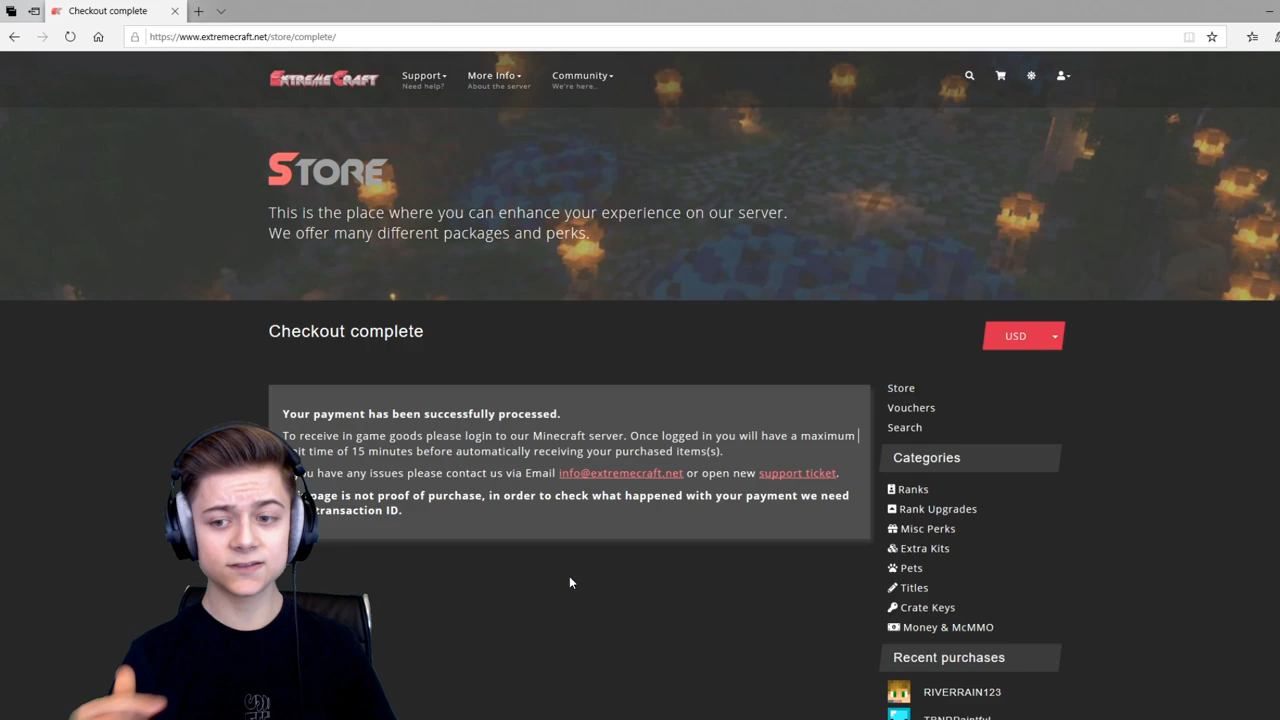 Checkout complete
https://www.extremecraft.net/store/complete/
EXTREMECRAFT
Support
Need help?
More Info
About the server
Community
We're here..
STORE
This is the place where you can enhance your experience on our server.
We offer many different packages and perks.
Checkout complete
USD
Your payment has been successfully processed.
To receive in game goods please login to our Minecraft server. Once logged in you will have a maximum
time of 15 minutes before automatically receiving your purchased items(s).
you have any issues please contact us via Email info@extremecraft.net or open new support ticket.
page is not proof of purchase, in order to check what happened with your payment we need
transaction ID.
Store
Vouchers
Search
Categories
Ranks
Rank Upgrades
Misc Perks
Extra Kits
Pets
Titles
Crate Keys
Money & McMMO
Recent purchases
RIVERRAIN123